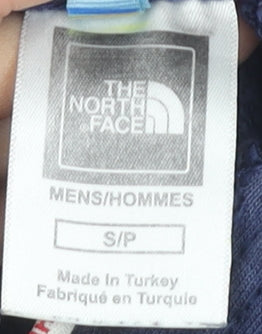 THE
NORTH
FACE
MENS/HOMMES
S/P
Made In Turkey
Fabriqué en Turquie